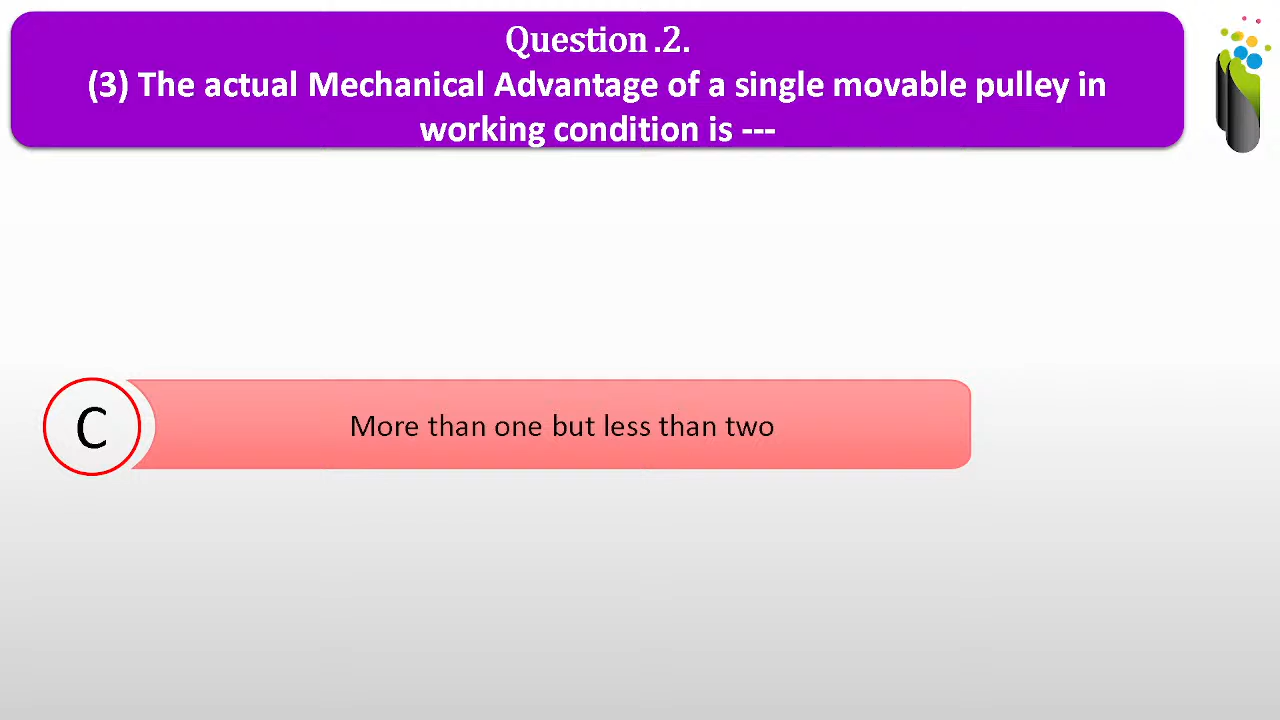 Question .2.
(3) The actual Mechanical Advantage of a single movable pulley in
working condition is ---
C
More than one but less than two